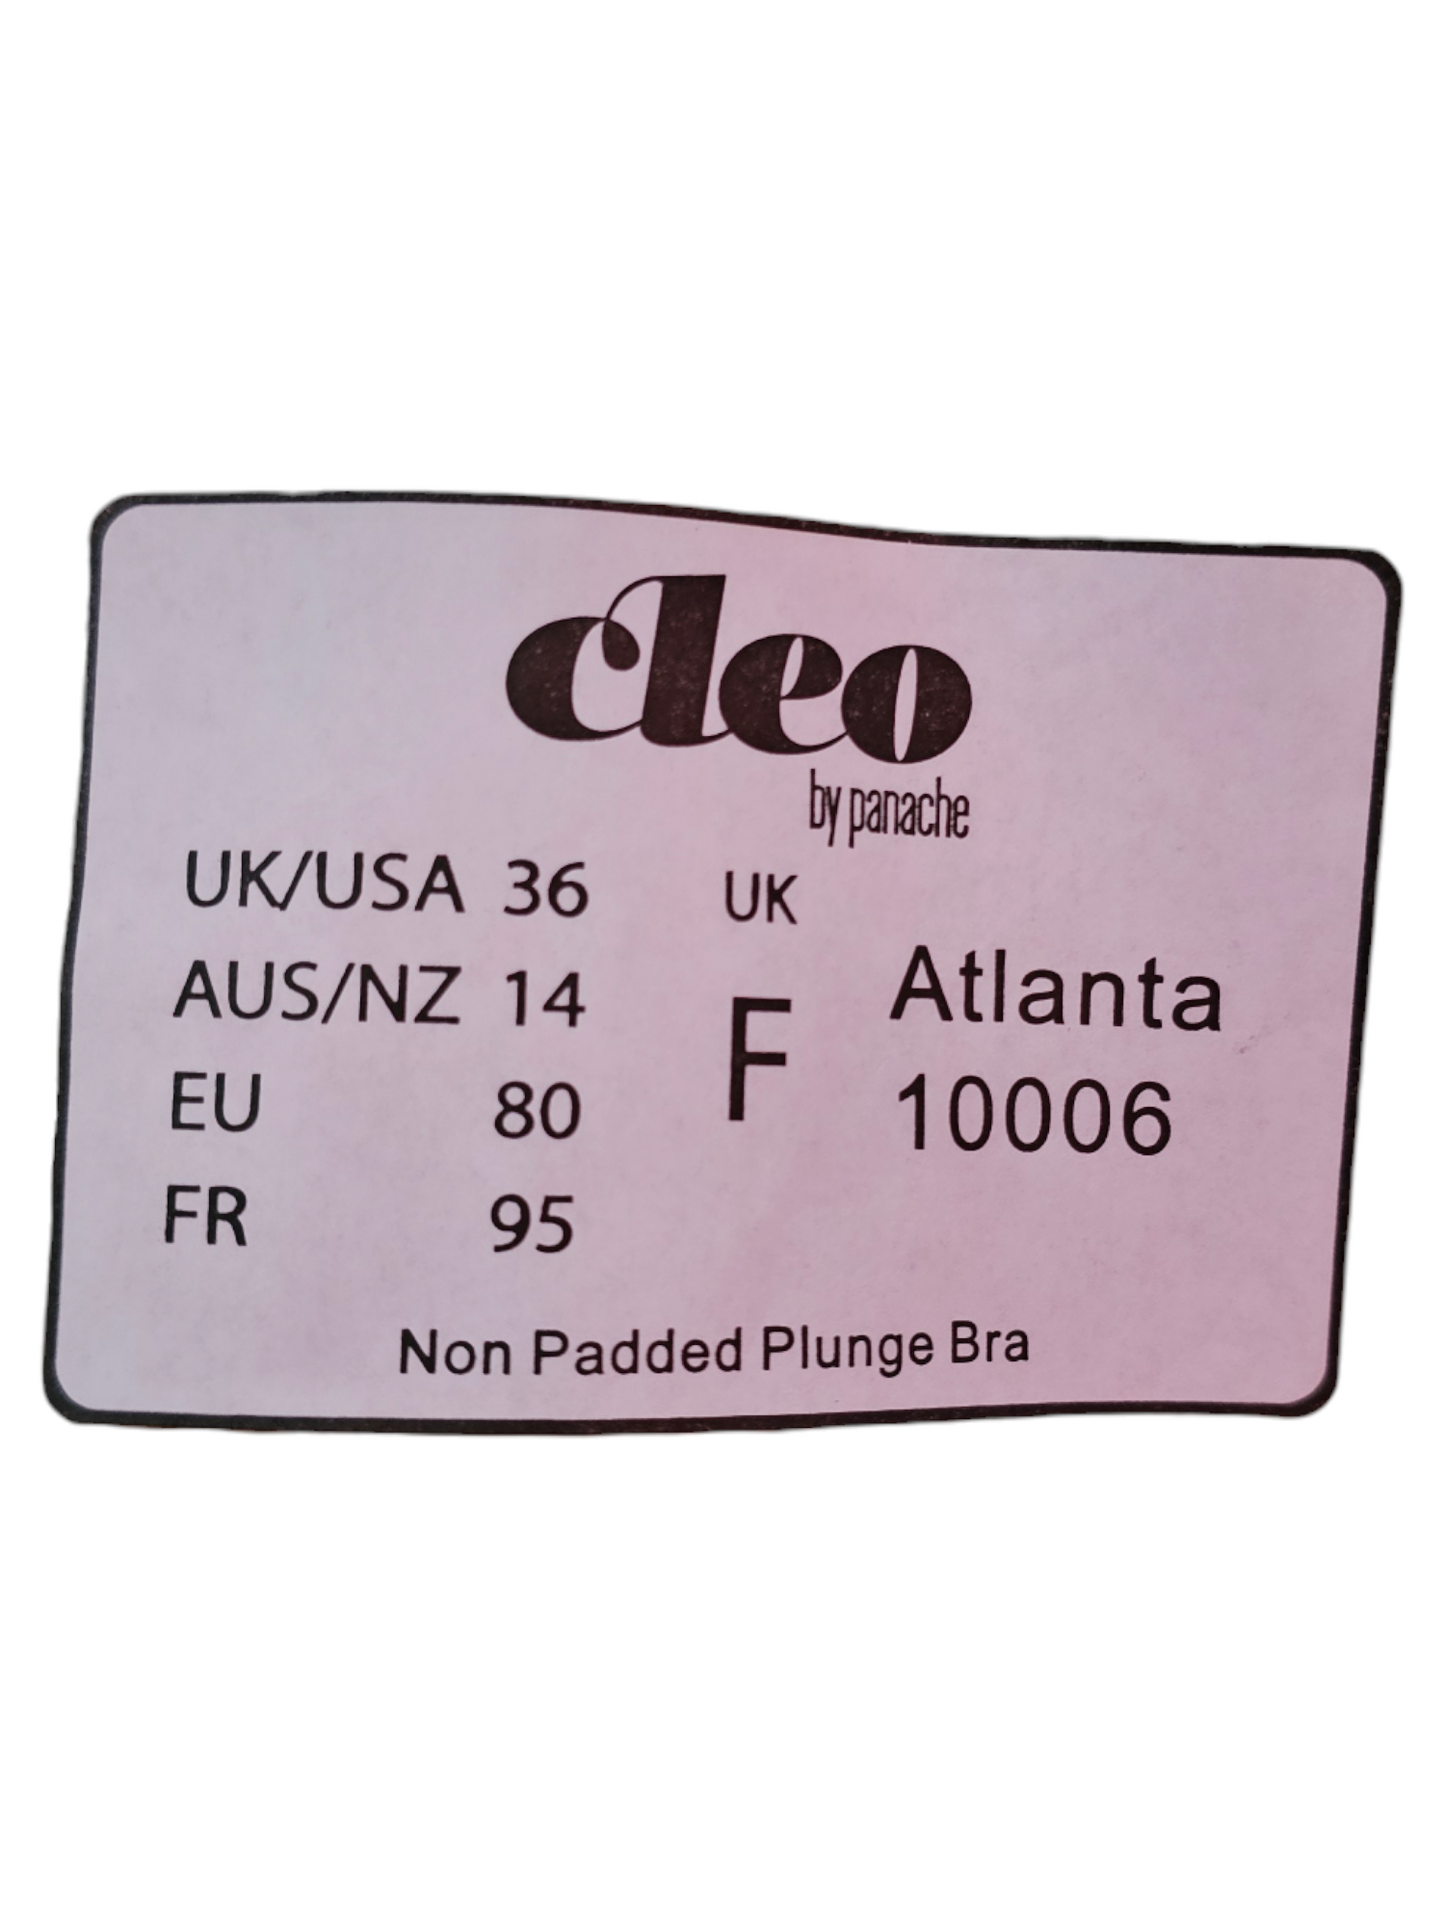 cleo
by panache
UK/USA 36 UK
AUS/NZ 14 F Atlanta
EU 80 10006
FR 95
Non Padded Plunge Bra